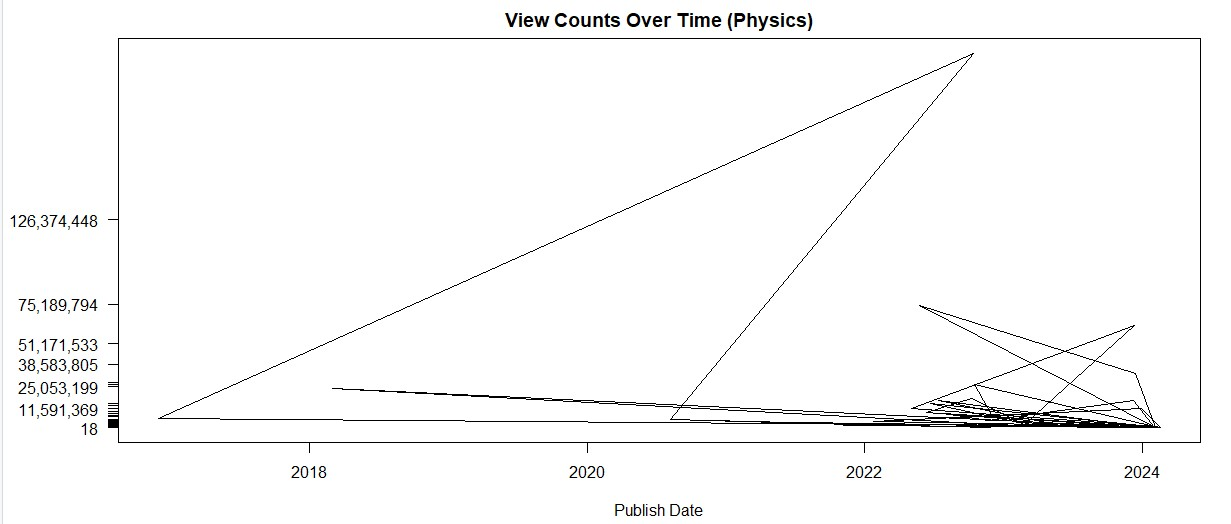 View Counts Over Time (Physics)
126,374,448
75,189,794
51,171,533
38,583,805
25,053,199
11,591,369
18
2018 2020 2022 2024
Publish Date